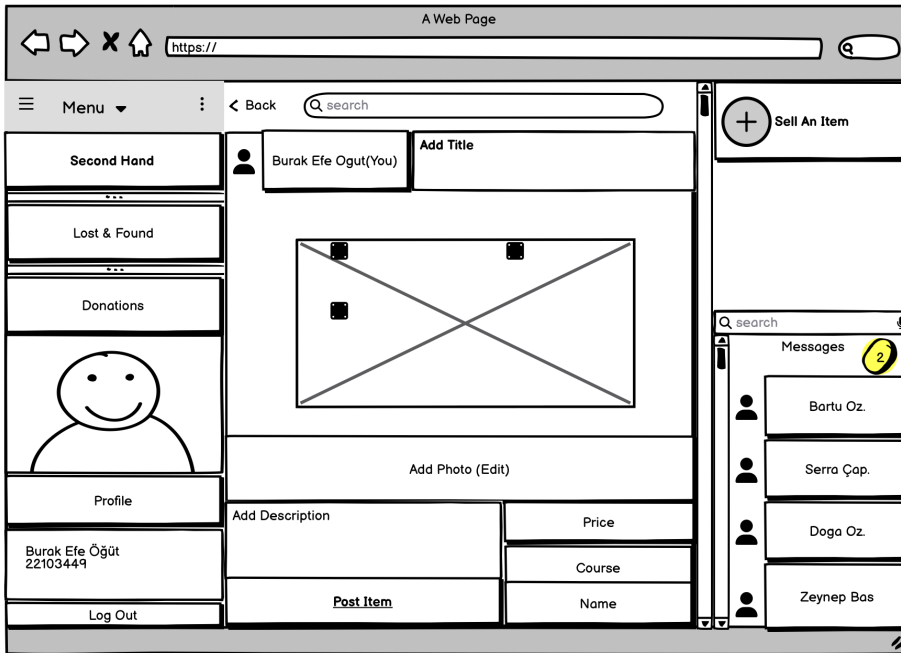 A Web Page
https://
Menu
Second Hand
Lost & Found
Donations
Profile
Burak Efe Öğüt
22103449
Log Out
Back
search
Burak Efe Ogut(You)
Add Title
Add Photo (Edit)
Add Description
Post Item
Price
Course
Name
Sell An Item
search
Messages
2
Bartu Oz.
Serra Çap.
Doga Oz.
Zeynep Bas